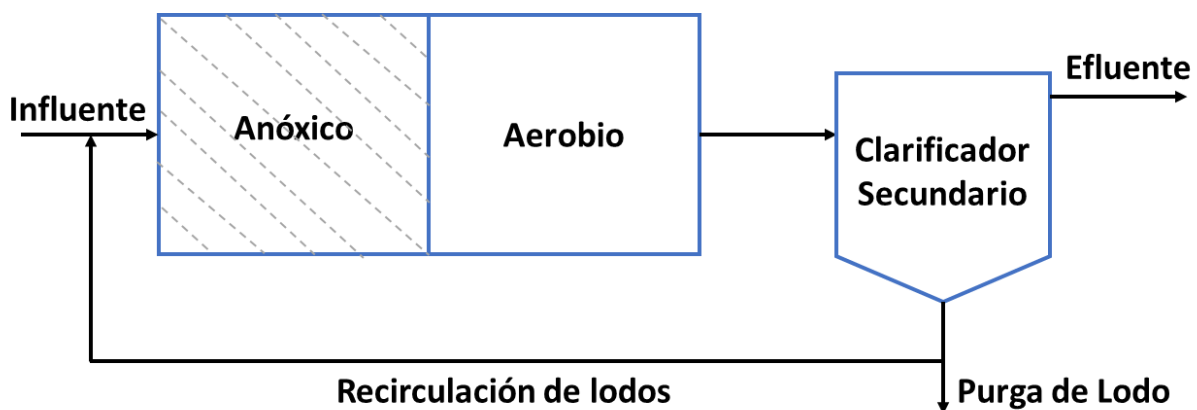 Influente
Anóxico
Aerobio
Clarificador
Secundario
Efluente
Recirculación de lodos
Purga de Lodo